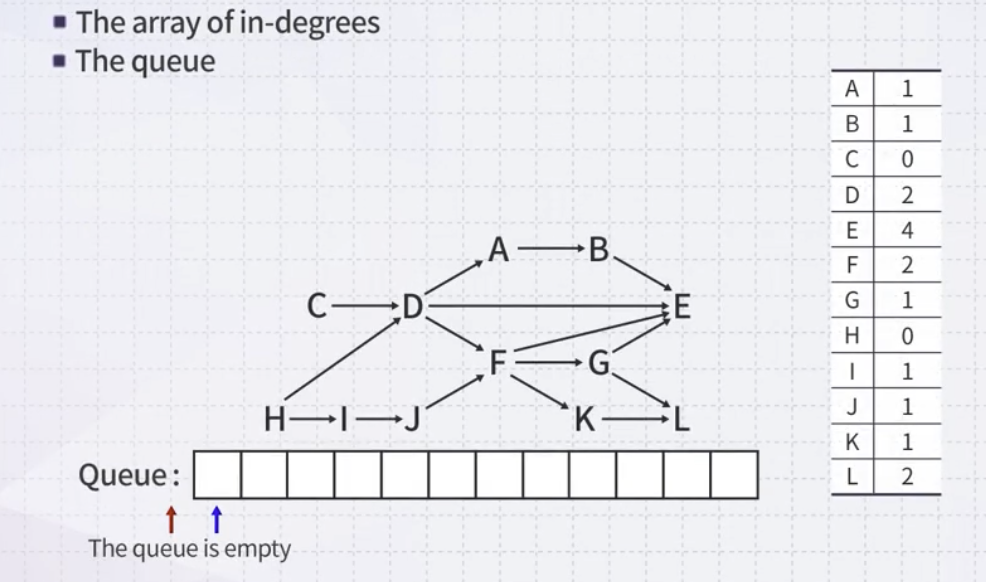 The array of in-degrees
The queue
A 1
B 1
C 0
D 2
E 4
F 2
G 1
H 0
I 1
J 1
K 1
L 2
A B
C D E
F G
H I J K L
Queue:
The queue is empty